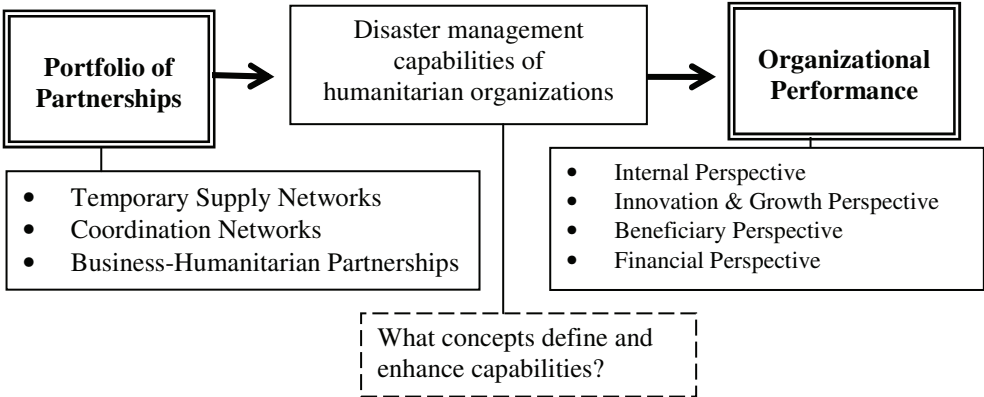 Portfolio of
Partnerships
Disaster management
capabilities of
humanitarian organizations
Organizational
Performance
• Temporary Supply Networks
• Coordination Networks
• Business-Humanitarian Partnerships
• Internal Perspective
• Innovation & Growth Perspective
• Beneficiary Perspective
• Financial Perspective
What concepts define and
enhance capabilities?